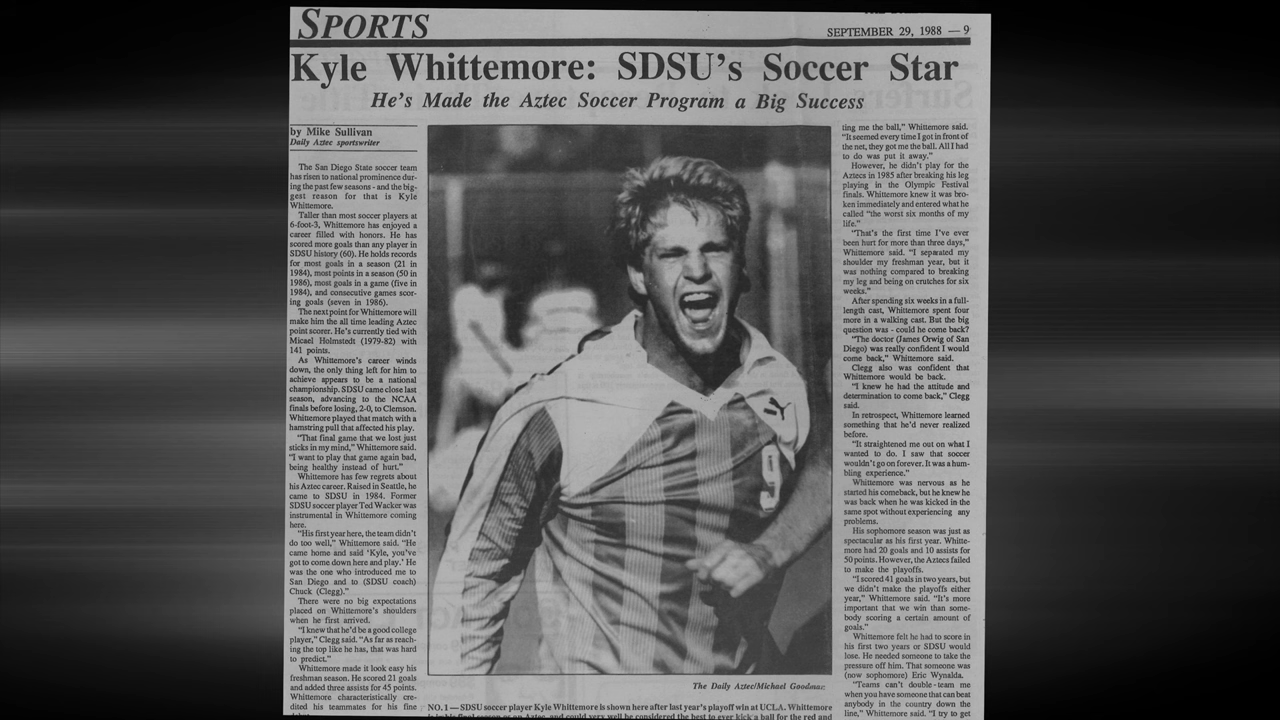 SPORTS
SEPTEMBER 29, 1988 — 9
Kyle Whittemore: SDSU's Soccer Star
He's Made the Aztec Soccer Program a Big Success
by Mike Sullivan
Daily Aztec sportswriter
The San Diego State soccer team
has risen to national prominence dur-
ing the past few seasons - and the big-
gest reason for that is Kyle
Whittemore.
Taller than most soccer players at
6-foot-3, Whittemore has enjoyed a
career filled with honors. He has
scored more goals than any player in
SDSU history (60). He holds records
for most goals in a season (21 in
1984), most points in a season (50 in
1986), most goals in a game (five in
1984), and consecutive games scor-
ing goals (seven in 1986).
The next point for Whittemore will
make him the all time leading Aztec
point scorer. He's currently tied with
Micael Holmstedt (1979-82) with
141 points.
As Whittemore's career winds
down, the only thing left for him to
achieve appears to be a national
championship. SDSU came close last
season, advancing to the NCAA
finals before losing, 2-0, to Clemson.
Whittemore played that match with a
hamstring pull that affected his play.
"That final game that we lost just
sticks in my mind," Whittemore said.
"I want to play that game again bad,
being healthy instead of hurt."
Whittemore has few regrets about
his Aztec career. Raised in Seattle, he
came to SDSU in 1984. Former
SDSU soccer player Ted Wacker was
instrumental in Whittemore coming
here.
"His first year here, the team didn't
do too well," Whittemore said. "He
came home and said 'Kyle, you've
got to come down here and play.' He
was the one who introduced me to
San Diego and to (SDSU coach)
Chuck (Clegg)."
There were no big expectations
placed on Whittemore's shoulders
when he first arrived.
"I knew that he'd be a good college
player," Clegg said. "As far as reach-
ing the top like he has, that was hard
to predict."
Whittemore made it look easy his
freshman season. He scored 21 goals
and added three assists for 45 points.
Whittemore characteristically cre-
dited his teammates for his fine
9
The Daily Aztec/Michael Goodman
NO. 1 — SDSU soccer player Kyle Whittemore is shown here after last year's playoff win at UCLA. Whittemore
is in his final season as an Aztec, and could very well be considered the best to ever kick a ball for the red and
ting me the ball," Whittemore said.
"It seemed every time I got in front of
the net, they got me the ball. All I had
to do was put it away."
However, he didn't play for the
Aztecs in 1985 after breaking his leg
playing in the Olympic Festival
finals. Whittemore knew it was bro-
ken immediately and entered what he
called "the worst six months of my
life."
"That's the first time I've ever
been hurt for more than three days,"
Whittemore said. "I separated my
shoulder my freshman year, but it
was nothing compared to breaking
my leg and being on crutches for six
weeks."
After spending six weeks in a full-
length cast, Whittemore spent four
more in a walking cast. But the big
question was - could he come back?
"The doctor (James Orwig of San
Diego) was really confident I would
come back," Whittemore said.
Clegg also was confident that
Whittemore would be back.
"I knew he had the attitude and
determination to come back," Clegg
said.
In retrospect, Whittemore learned
something that he'd never realized
before.
"It straightened me out on what I
wanted to do. I saw that soccer
wouldn't go on forever. It was a hum-
bling experience."
Whittemore was nervous as he
started his comeback, but he knew he
was back when he was kicked in the
same spot without experiencing any
problems.
His sophomore season was just as
spectacular as his first year. Whitte-
more had 20 goals and 10 assists for
50 points. However, the Aztecs failed
to make the playoffs.
"I scored 41 goals in two years, but
we didn't make the playoffs either
year," Whittemore said. "It's more
important that we win than some-
body scoring a certain amount of
goals."
Whittemore felt he had to score in
his first two years or SDSU would
lose. He needed someone to take the
pressure off him. That someone was
(now sophomore) Eric Wynalda.
"Teams can't double-team me
when you have someone that can beat
anybody in the country down the
line," Whittemore said. "I try to get